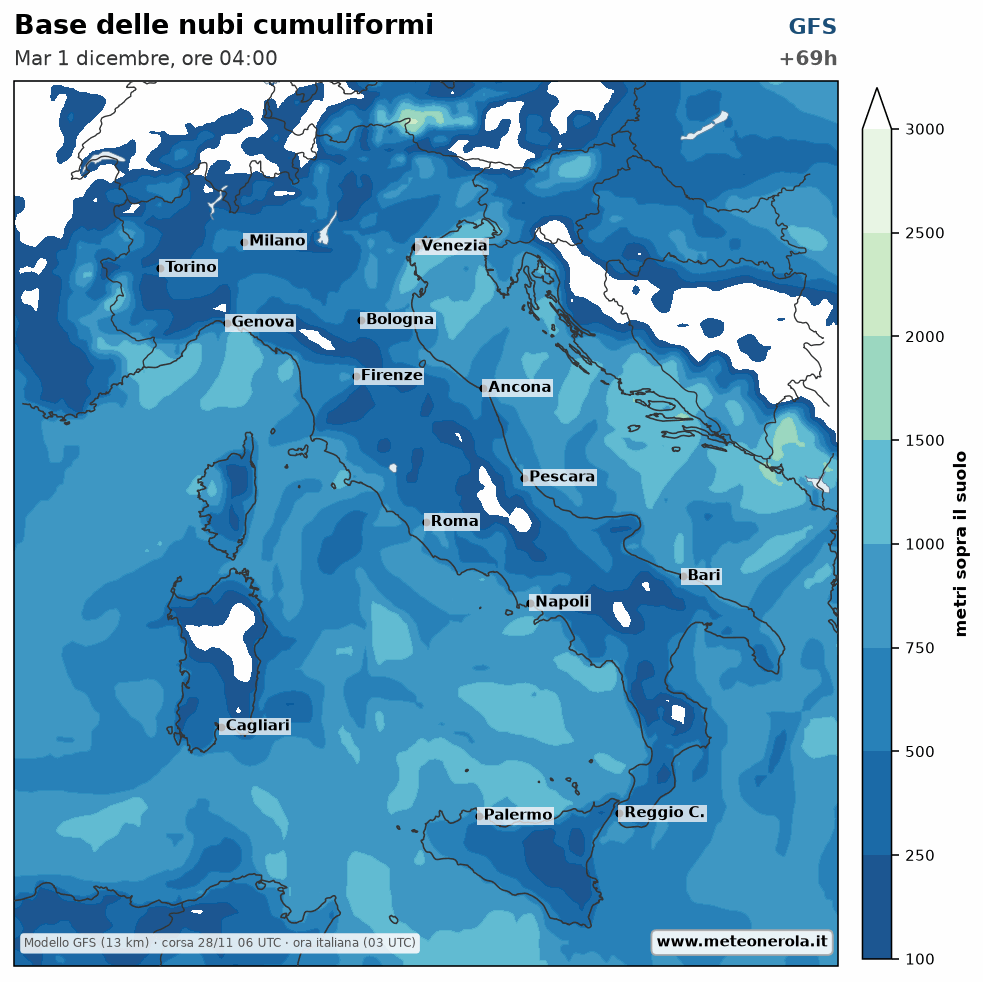 Base delle nubi cumuliformi
GFS
Mar 1 dicembre, ore 04:00
+69h
3000
2500
2000
1500
1000
750
500
250
100
metri sopra il suolo
Milano
Venezia
Torino
Genova
Bologna
Firenze
Ancona
Pescara
Roma
Bari
Napoli
Cagliari
Palermo
Reggio C.
Modello GFS (13 km) · corsa 28/11 06 UTC · ora italiana (03 UTC)
www.meteonerola.it